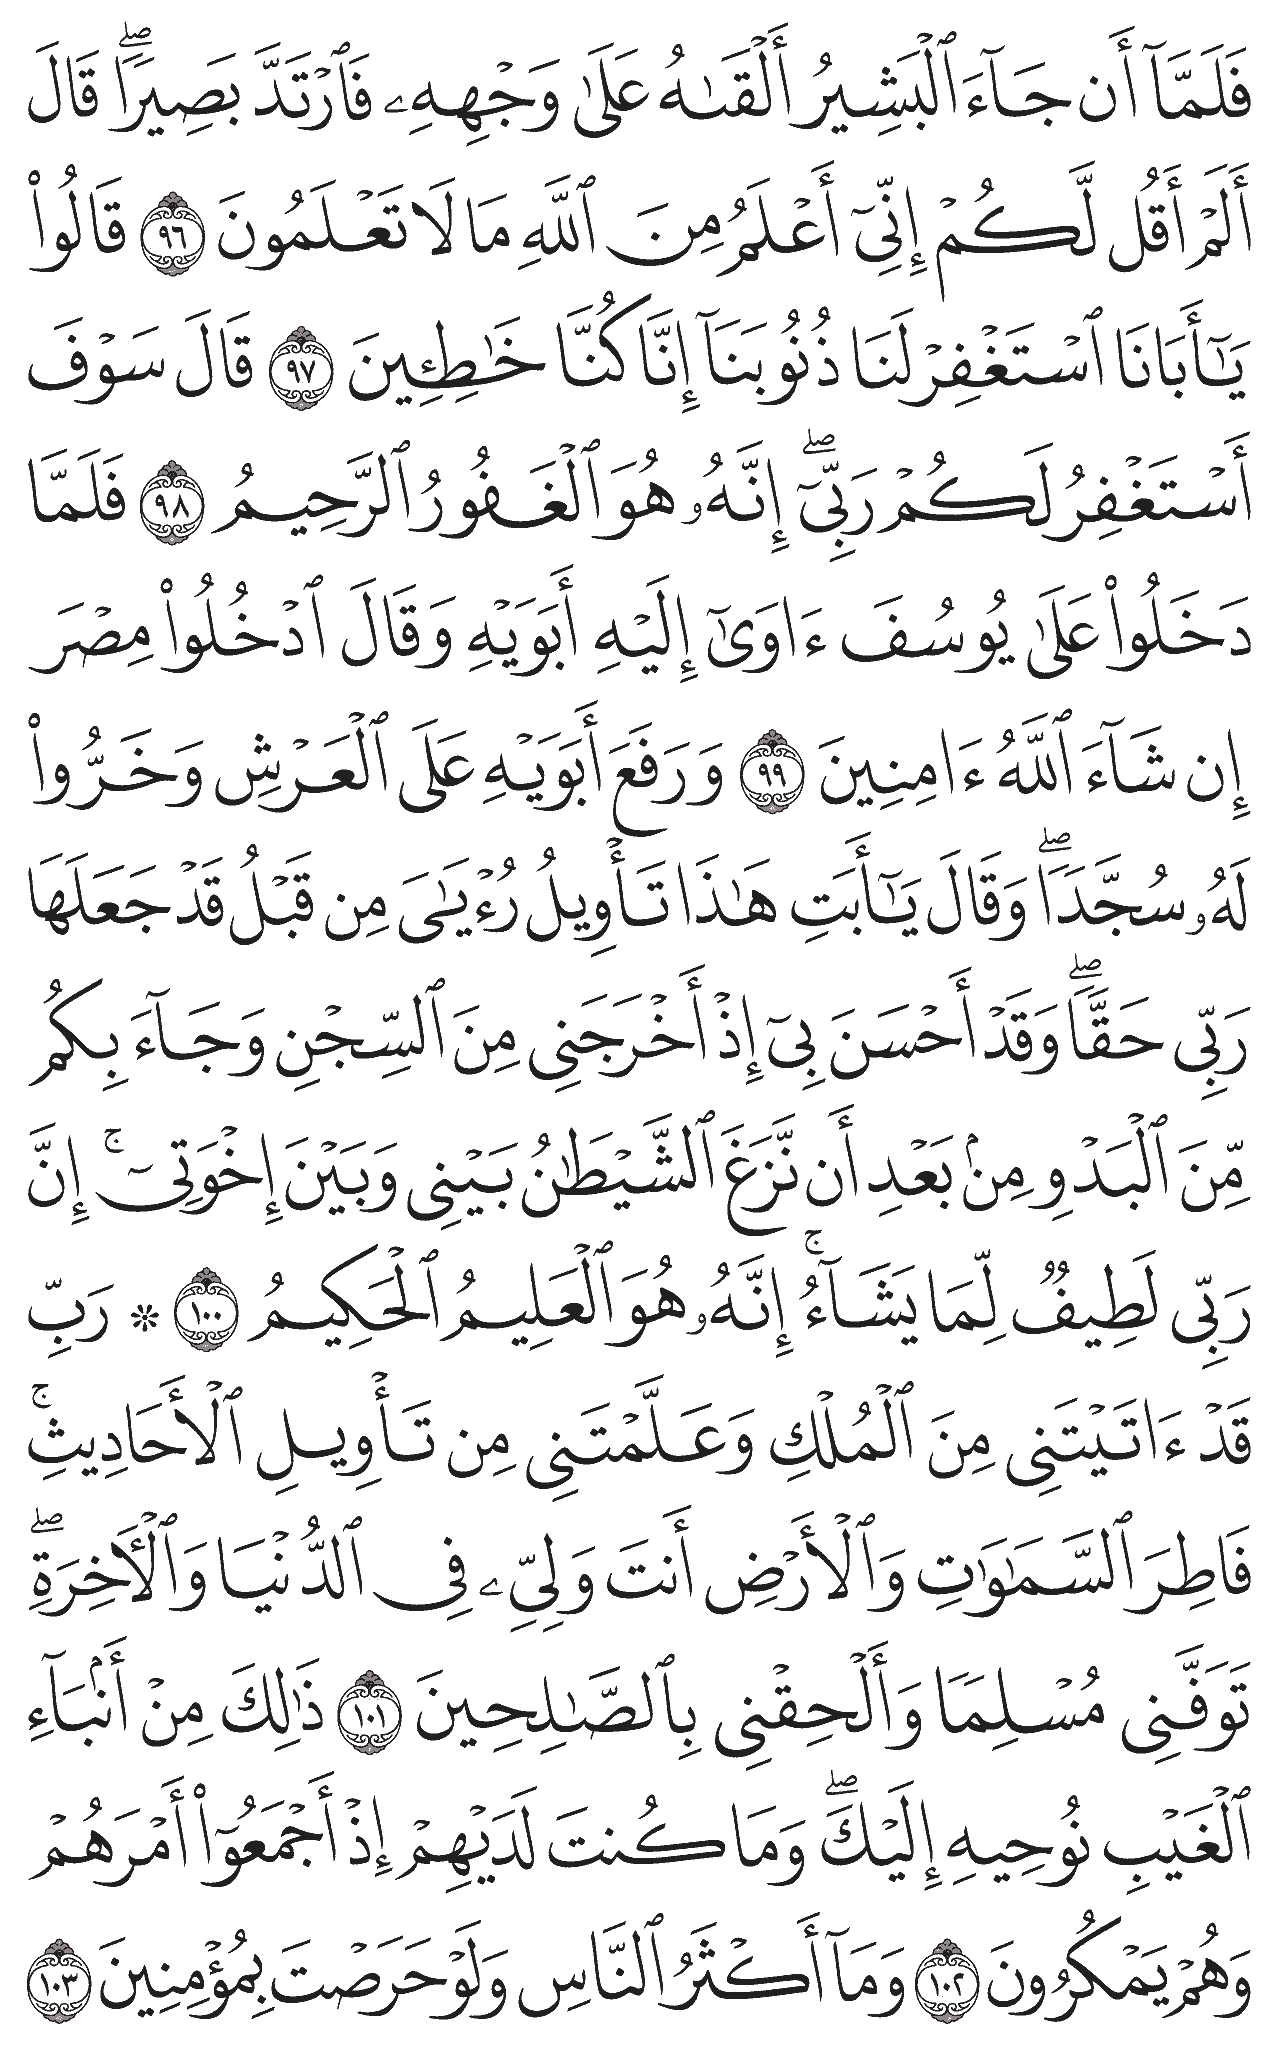 فَلَمَّآ أَن جَآءَ ٱلْبَشِيرُ أَلْقَىٰهُ عَلَىٰ وَجْهِهِۦ فَٱرْتَدَّ بَصِيرًا ۖ قَالَ
أَلَمْ أَقُل لَّكُمْ إِنِّىٓ أَعْلَمُ مِنَ ٱللَّهِ مَا لَا تَعْلَمُونَ ٩٦ قَالُوا۟
يَـٰٓأَبَانَا ٱسْتَغْفِرْ لَنَا ذُنُوبَنَآ إِنَّا كُنَّا خَـٰطِـِٔينَ ٩٧ قَالَ سَوْفَ
أَسْتَغْفِرُ لَكُمْ رَبِّىٓ ۖ إِنَّهُۥ هُوَ ٱلْغَفُورُ ٱلرَّحِيمُ ٩٨ فَلَمَّا
دَخَلُوا۟ عَلَىٰ يُوسُفَ ءَاوَىٰٓ إِلَيْهِ أَبَوَيْهِ وَقَالَ ٱدْخُلُوا۟ مِصْرَ
إِن شَآءَ ٱللَّهُ ءَامِنِينَ ٩٩ وَرَفَعَ أَبَوَيْهِ عَلَى ٱلْعَرْشِ وَخَرُّوا۟
لَهُۥ سُجَّدًا ۖ وَقَالَ يَـٰٓأَبَتِ هَـٰذَا تَأْوِيلُ رُءْيَـٰىَ مِن قَبْلُ قَدْ جَعَلَهَا
رَبِّى حَقًّا ۖ وَقَدْ أَحْسَنَ بِىٓ إِذْ أَخْرَجَنِى مِنَ ٱلسِّجْنِ وَجَآءَ بِكُم
مِّنَ ٱلْبَدْوِ مِنۢ بَعْدِ أَن نَّزَغَ ٱلشَّيْطَـٰنُ بَيْنِى وَبَيْنَ إِخْوَتِىٓ ۚ إِنَّ
رَبِّى لَطِيفٌ لِّمَا يَشَآءُ ۚ إِنَّهُۥ هُوَ ٱلْعَلِيمُ ٱلْحَكِيمُ ١٠٠ ۞ رَبِّ
قَدْ ءَاتَيْتَنِى مِنَ ٱلْمُلْكِ وَعَلَّمْتَنِى مِن تَأْوِيلِ ٱلْأَحَادِيثِ ۚ
فَاطِرَ ٱلسَّمَـٰوَٰتِ وَٱلْأَرْضِ أَنتَ وَلِىِّۦ فِى ٱلدُّنْيَا وَٱلْـَٔاخِرَةِ ۖ
تَوَفَّنِى مُسْلِمًا وَأَلْحِقْنِى بِٱلصَّـٰلِحِينَ ١٠١ ذَٰلِكَ مِنْ أَنۢبَآءِ
ٱلْغَيْبِ نُوحِيهِ إِلَيْكَ ۖ وَمَا كُنتَ لَدَيْهِمْ إِذْ أَجْمَعُوٓا۟ أَمْرَهُمْ
وَهُمْ يَمْكُرُونَ ١٠٢ وَمَآ أَكْثَرُ ٱلنَّاسِ وَلَوْ حَرَصْتَ بِمُؤْمِنِينَ ١٠٣